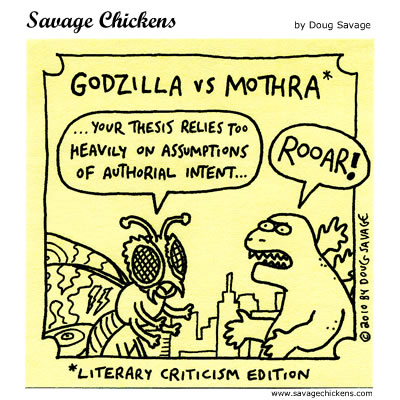 Savage Chickens
by Doug Savage
GODZILLA VS MOTHRA*
...YOUR THESIS RELIES TOO
HEAVILY ON ASSUMPTIONS
OF AUTHORIAL INTENT...
ROOAR!
©2010 BY DOUG SAVAGE
*LITERARY CRITICISM EDITION
www.savagechickens.com